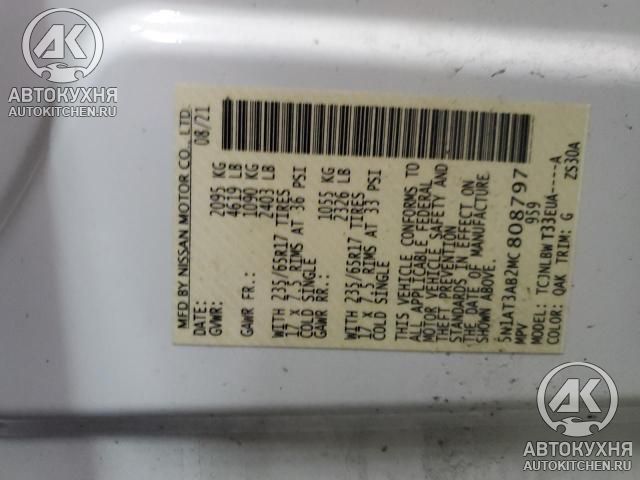 АК
АВТОКУХНЯ
AUTOKITCHEN.RU
MFD BY NISSAN MOTOR CO., LTD.
DATE: 08/21
GVWR: 2095 KG
4619 LB
GAWR FR.: 1090 KG
2403 LB
WITH 235/65R17 TIRES
17 X 7.5 RIMS AT 36 PSI
COLD SINGLE
GAWR RR.: 1055 KG
2326 LB
WITH 235/65R17 TIRES
17 X 7.5 RIMS AT 33 PSI
COLD SINGLE
THIS VEHICLE CONFORMS TO
ALL APPLICABLE FEDERAL
MOTOR VEHICLE SAFETY AND
THEFT PREVENTION
STANDARDS IN EFFECT ON
THE DATE OF MANUFACTURE
SHOWN ABOVE.
5N1AT3AB2MC808797
MPV 959
MODEL: TCJNLBW T33EUA-----A
COLOR: QAK TRIM: G ZS30A
АК
АВТОКУХНЯ
AUTOKITCHEN.RU